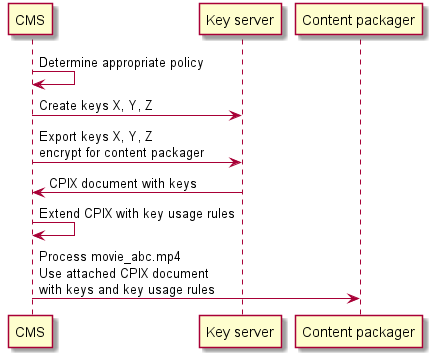 CMS
Key server
Content packager
Determine appropriate policy
Create keys X, Y, Z
Export keys X, Y, Z
encrypt for content packager
CPIX document with keys
Extend CPIX with key usage rules
Process movie_abc.mp4
Use attached CPIX document
with keys and key usage rules
CMS
Key server
Content packager